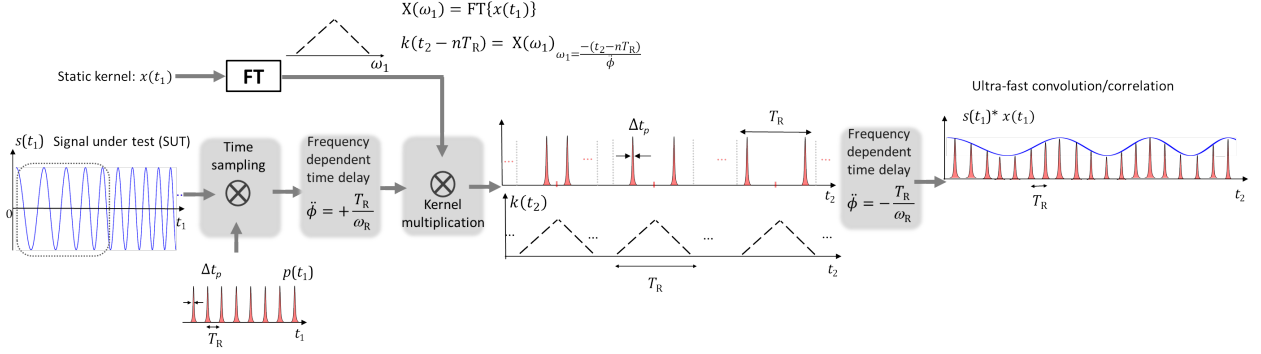 X(ω₁) = FT{x(t₁)}
k(t₂ − nT_R) = X(ω₁)_{ω₁ = −(t₂−nT_R)/φ̈}
ω₁
Static kernel: x(t₁)
FT
Ultra-fast convolution/correlation
s(t₁)* x(t₁)
s(t₁)
Signal under test (SUT)
0
t₁
...
Time
sampling
⊗
Frequency
dependent
time delay
φ̈ = + T_R/ω_R
⊗
Kernel
multiplication
Δt_p
T_R
...
...
t₂
k(t₂)
...
...
...
...
T_R
t₂
Frequency
dependent
time delay
φ̈ = − T_R/ω_R
...
T_R
t₂
Δt_p
p(t₁)
T_R
t₁